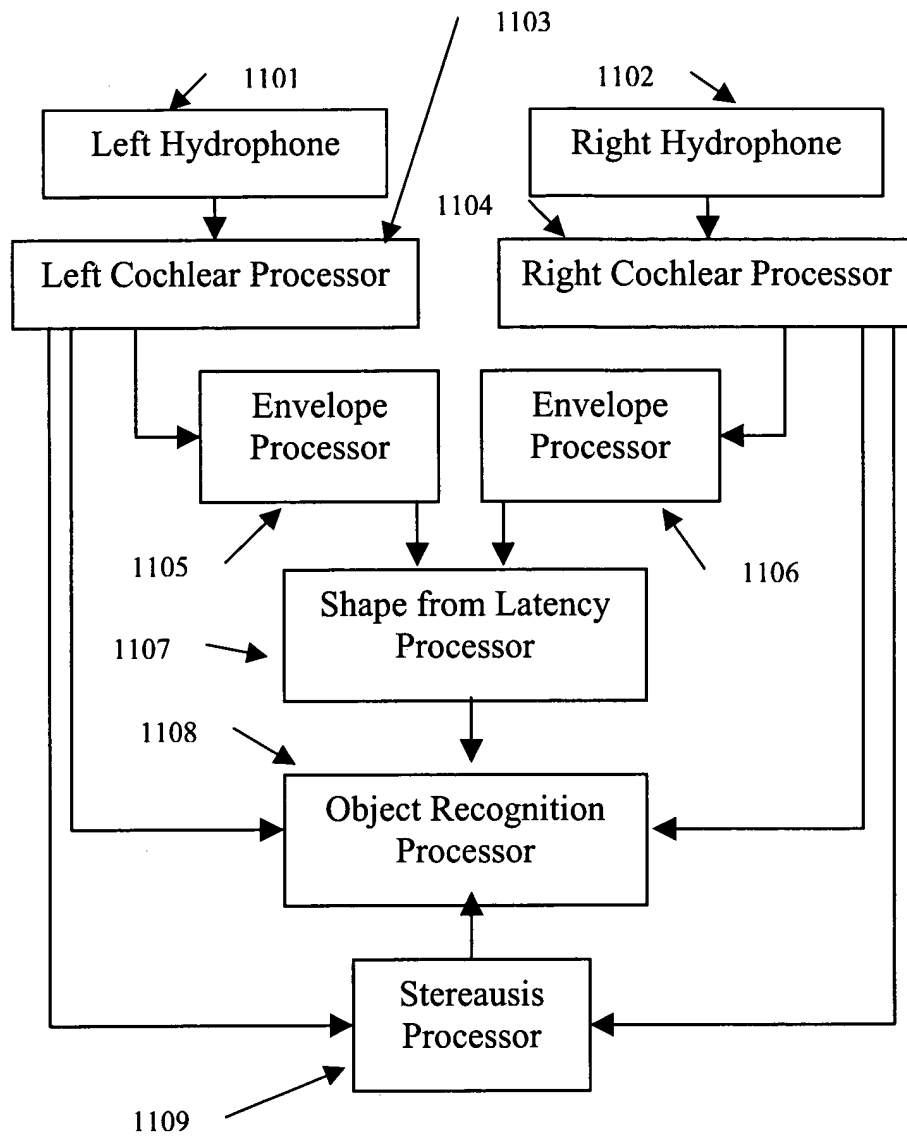 1103
1101
1102
Left Hydrophone
Right Hydrophone
1104
Left Cochlear Processor
Right Cochlear Processor
Envelope
Processor
Envelope
Processor
1105
1106
Shape from Latency
Processor
1107
1108
Object Recognition
Processor
Stereausis
Processor
1109